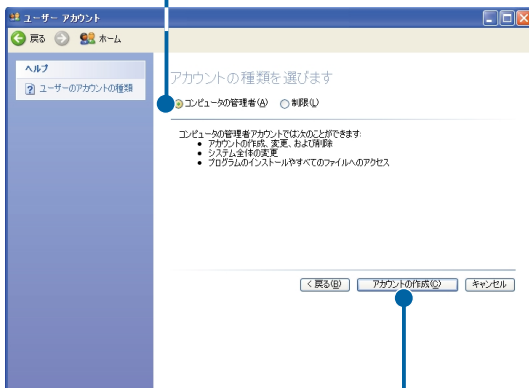 ユーザー アカウント
戻る ホーム
ヘルプ
ユーザーのアカウントの種類
アカウントの種類を選びます
コンピュータの管理者(A) 制限(L)
コンピュータの管理者アカウントでは次のことができます:
• アカウントの作成、変更、および削除
• システム全体の変更
• プログラムのインストールやすべてのファイルへのアクセス
< 戻る(B) アカウントの作成(C) キャンセル